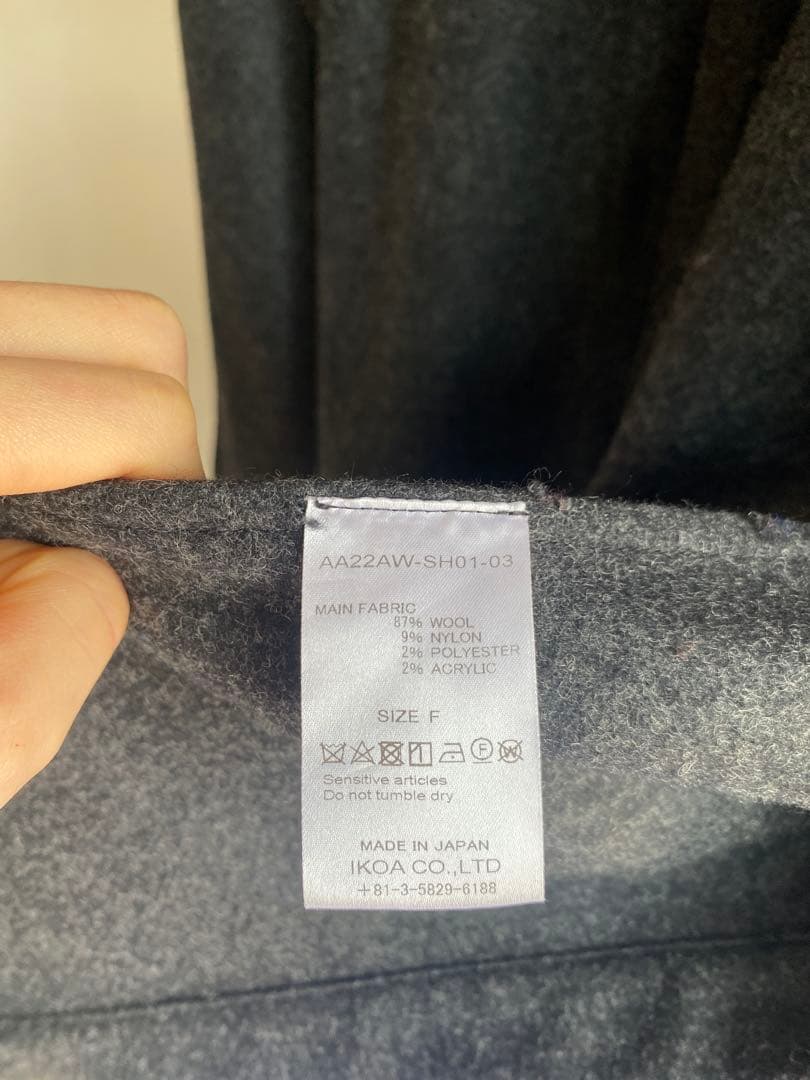 AA22AW-SH01-03
MAIN FABRIC
87% WOOL
9% NYLON
2% POLYESTER
2% ACRYLIC
SIZE F
Sensitive articles
Do not tumble dry
MADE IN JAPAN
IKOA CO.,LTD
+81-3-5829-6188